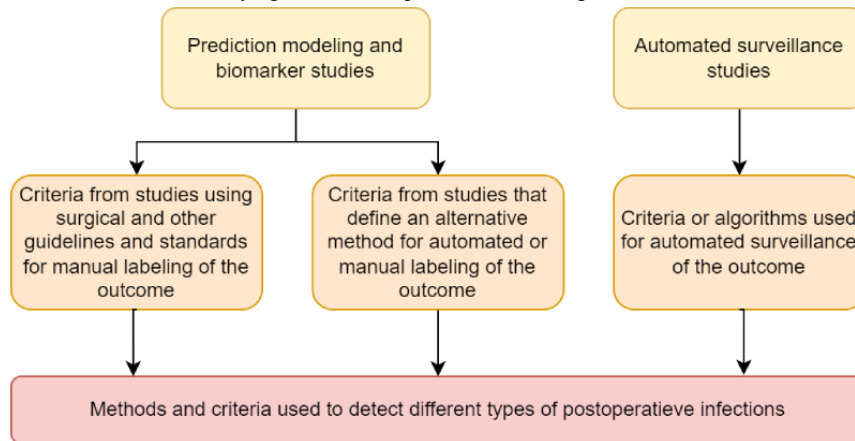 Prediction modeling and
biomarker studies
Automated surveillance
studies
Criteria from studies using
surgical and other
guidelines and standards
for manual labeling of the
outcome
Criteria from studies that
define an alternative
method for automated or
manual labeling of the
outcome
Criteria or algorithms used
for automated surveillance
of the outcome
Methods and criteria used to detect different types of postoperatieve infections